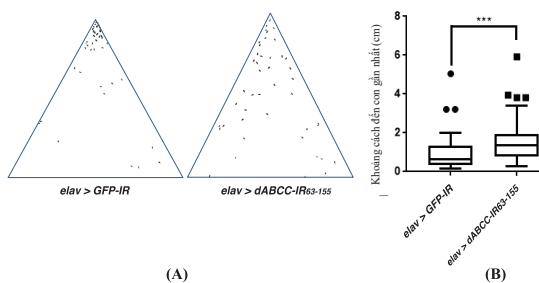 elav > GFP-IR
elav > dABCC-IR63-155
(A)
Khoảng cách đến con gần nhất (cm)
8
6
4
2
0
***
elav > GFP-IR
elav > dABCC-IR63-155
(B)